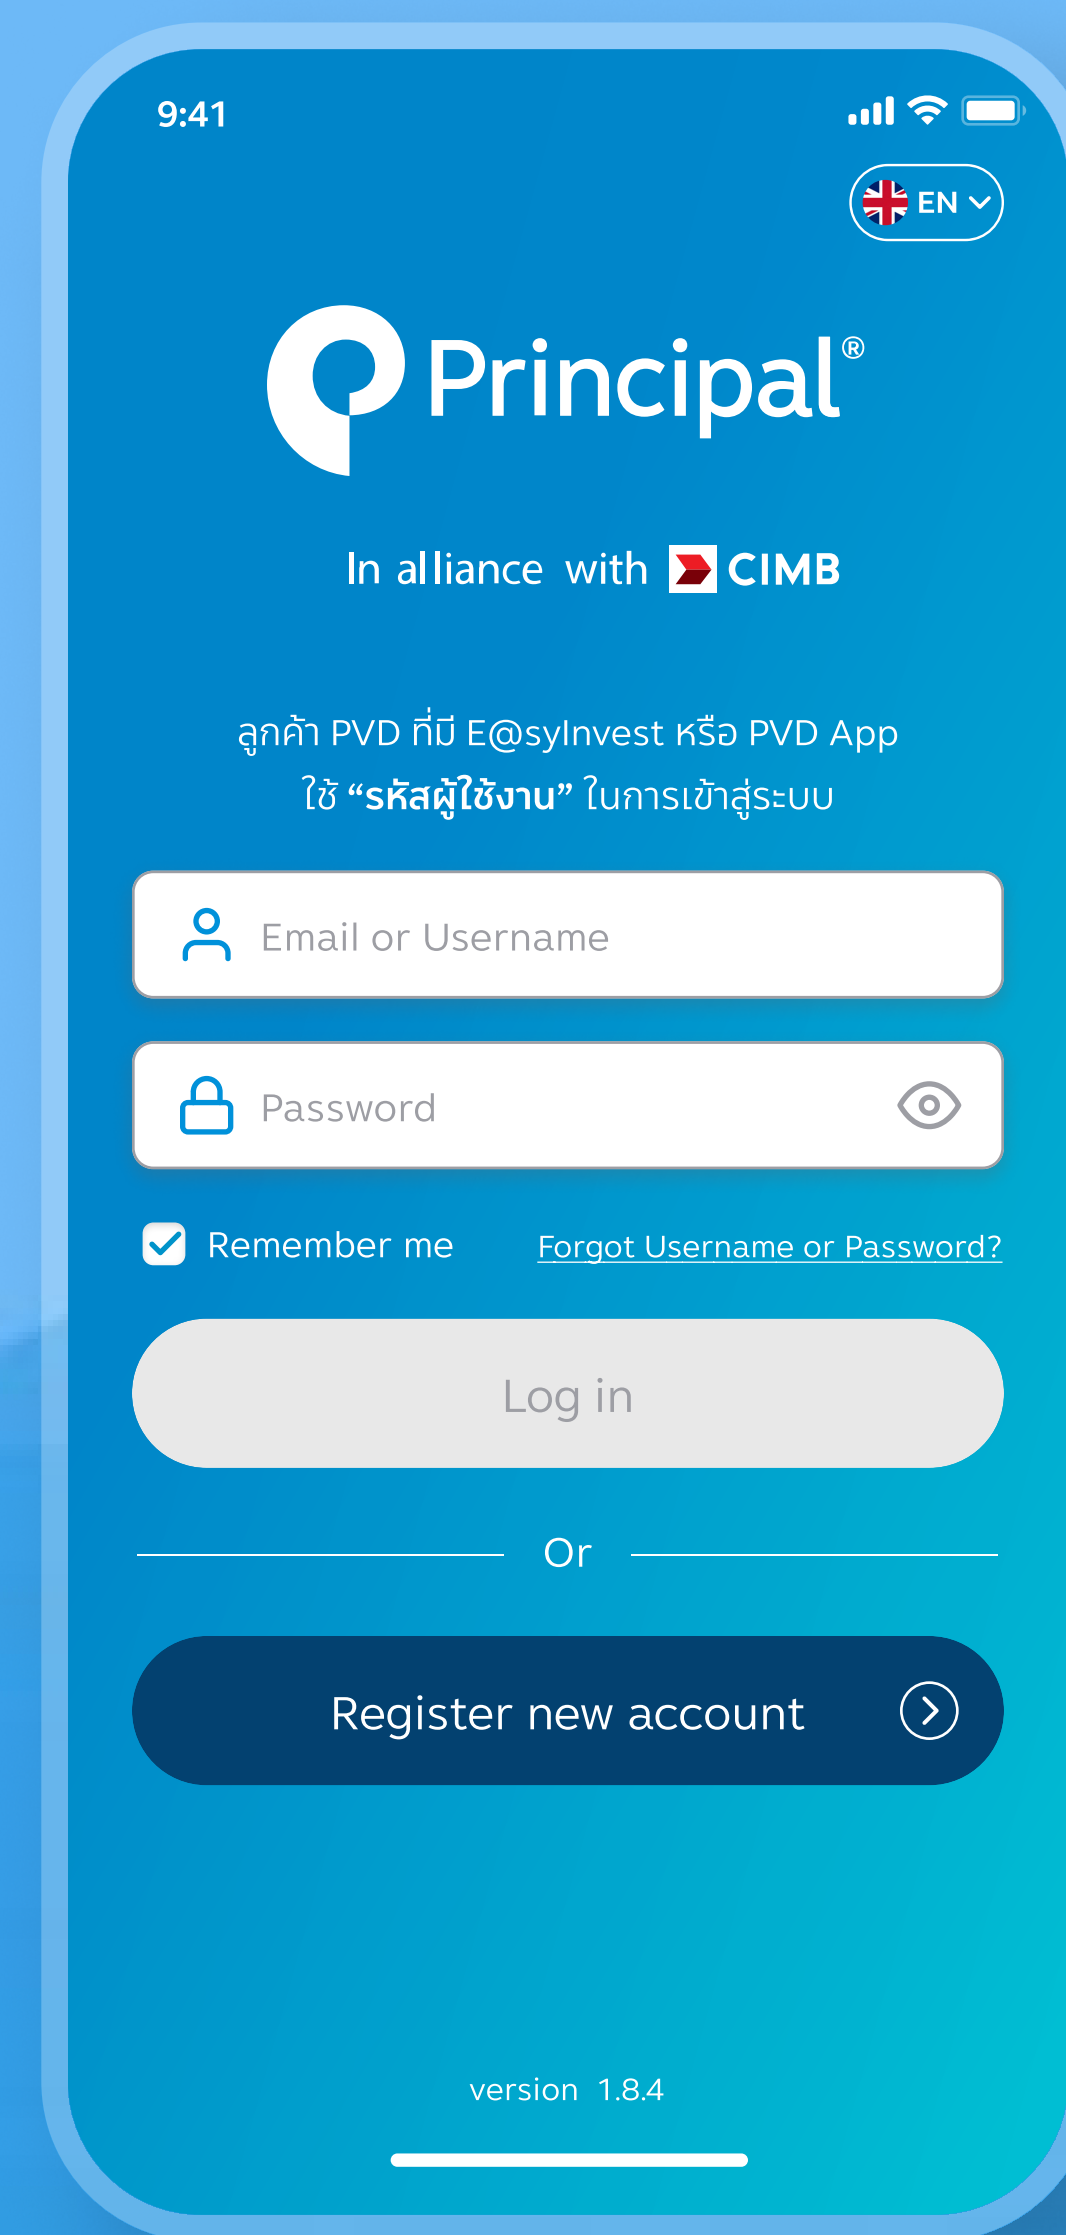 9:41
EN
Principal®
In alliance with CIMB
ลูกค้า PVD ที่มี E@syInvest หรือ PVD App
ใช้ “รหัสผู้ใช้งาน” ในการเข้าสู่ระบบ
Email or Username
Password
Remember me Forgot Username or Password?
Log in
Or
Register new account
version 1.8.4